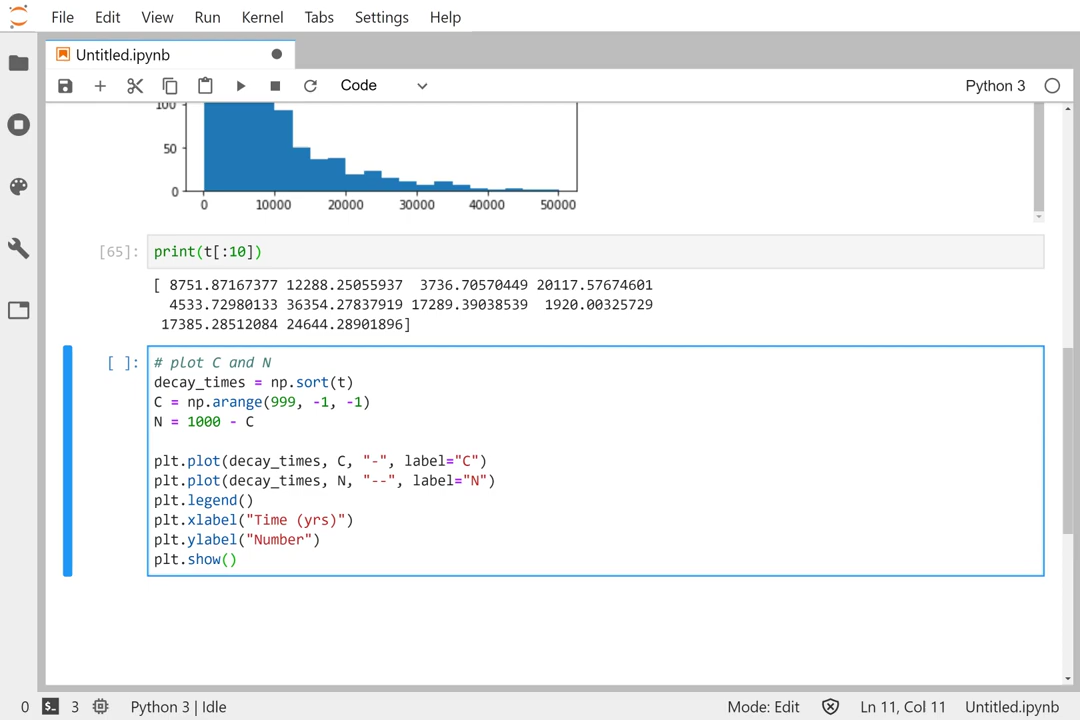 File Edit View Run Kernel Tabs Settings Help
Untitled.ipynb
Code
Python 3
100
50
0
0 10000 20000 30000 40000 50000
[65]: print(t[:10])
[ 8751.87167377 12288.25055937 3736.70570449 20117.57674601
4533.72980133 36354.27837919 17289.39038539 1920.00325729
17385.28512084 24644.28901896]
[ ]: # plot C and N
decay_times = np.sort(t)
C = np.arange(999, -1, -1)
N = 1000 - C
plt.plot(decay_times, C, "-", label="C")
plt.plot(decay_times, N, "--", label="N")
plt.legend()
plt.xlabel("Time (yrs)")
plt.ylabel("Number")
plt.show()
0 $_ 3 Python 3 | Idle Mode: Edit Ln 11, Col 11 Untitled.ipynb